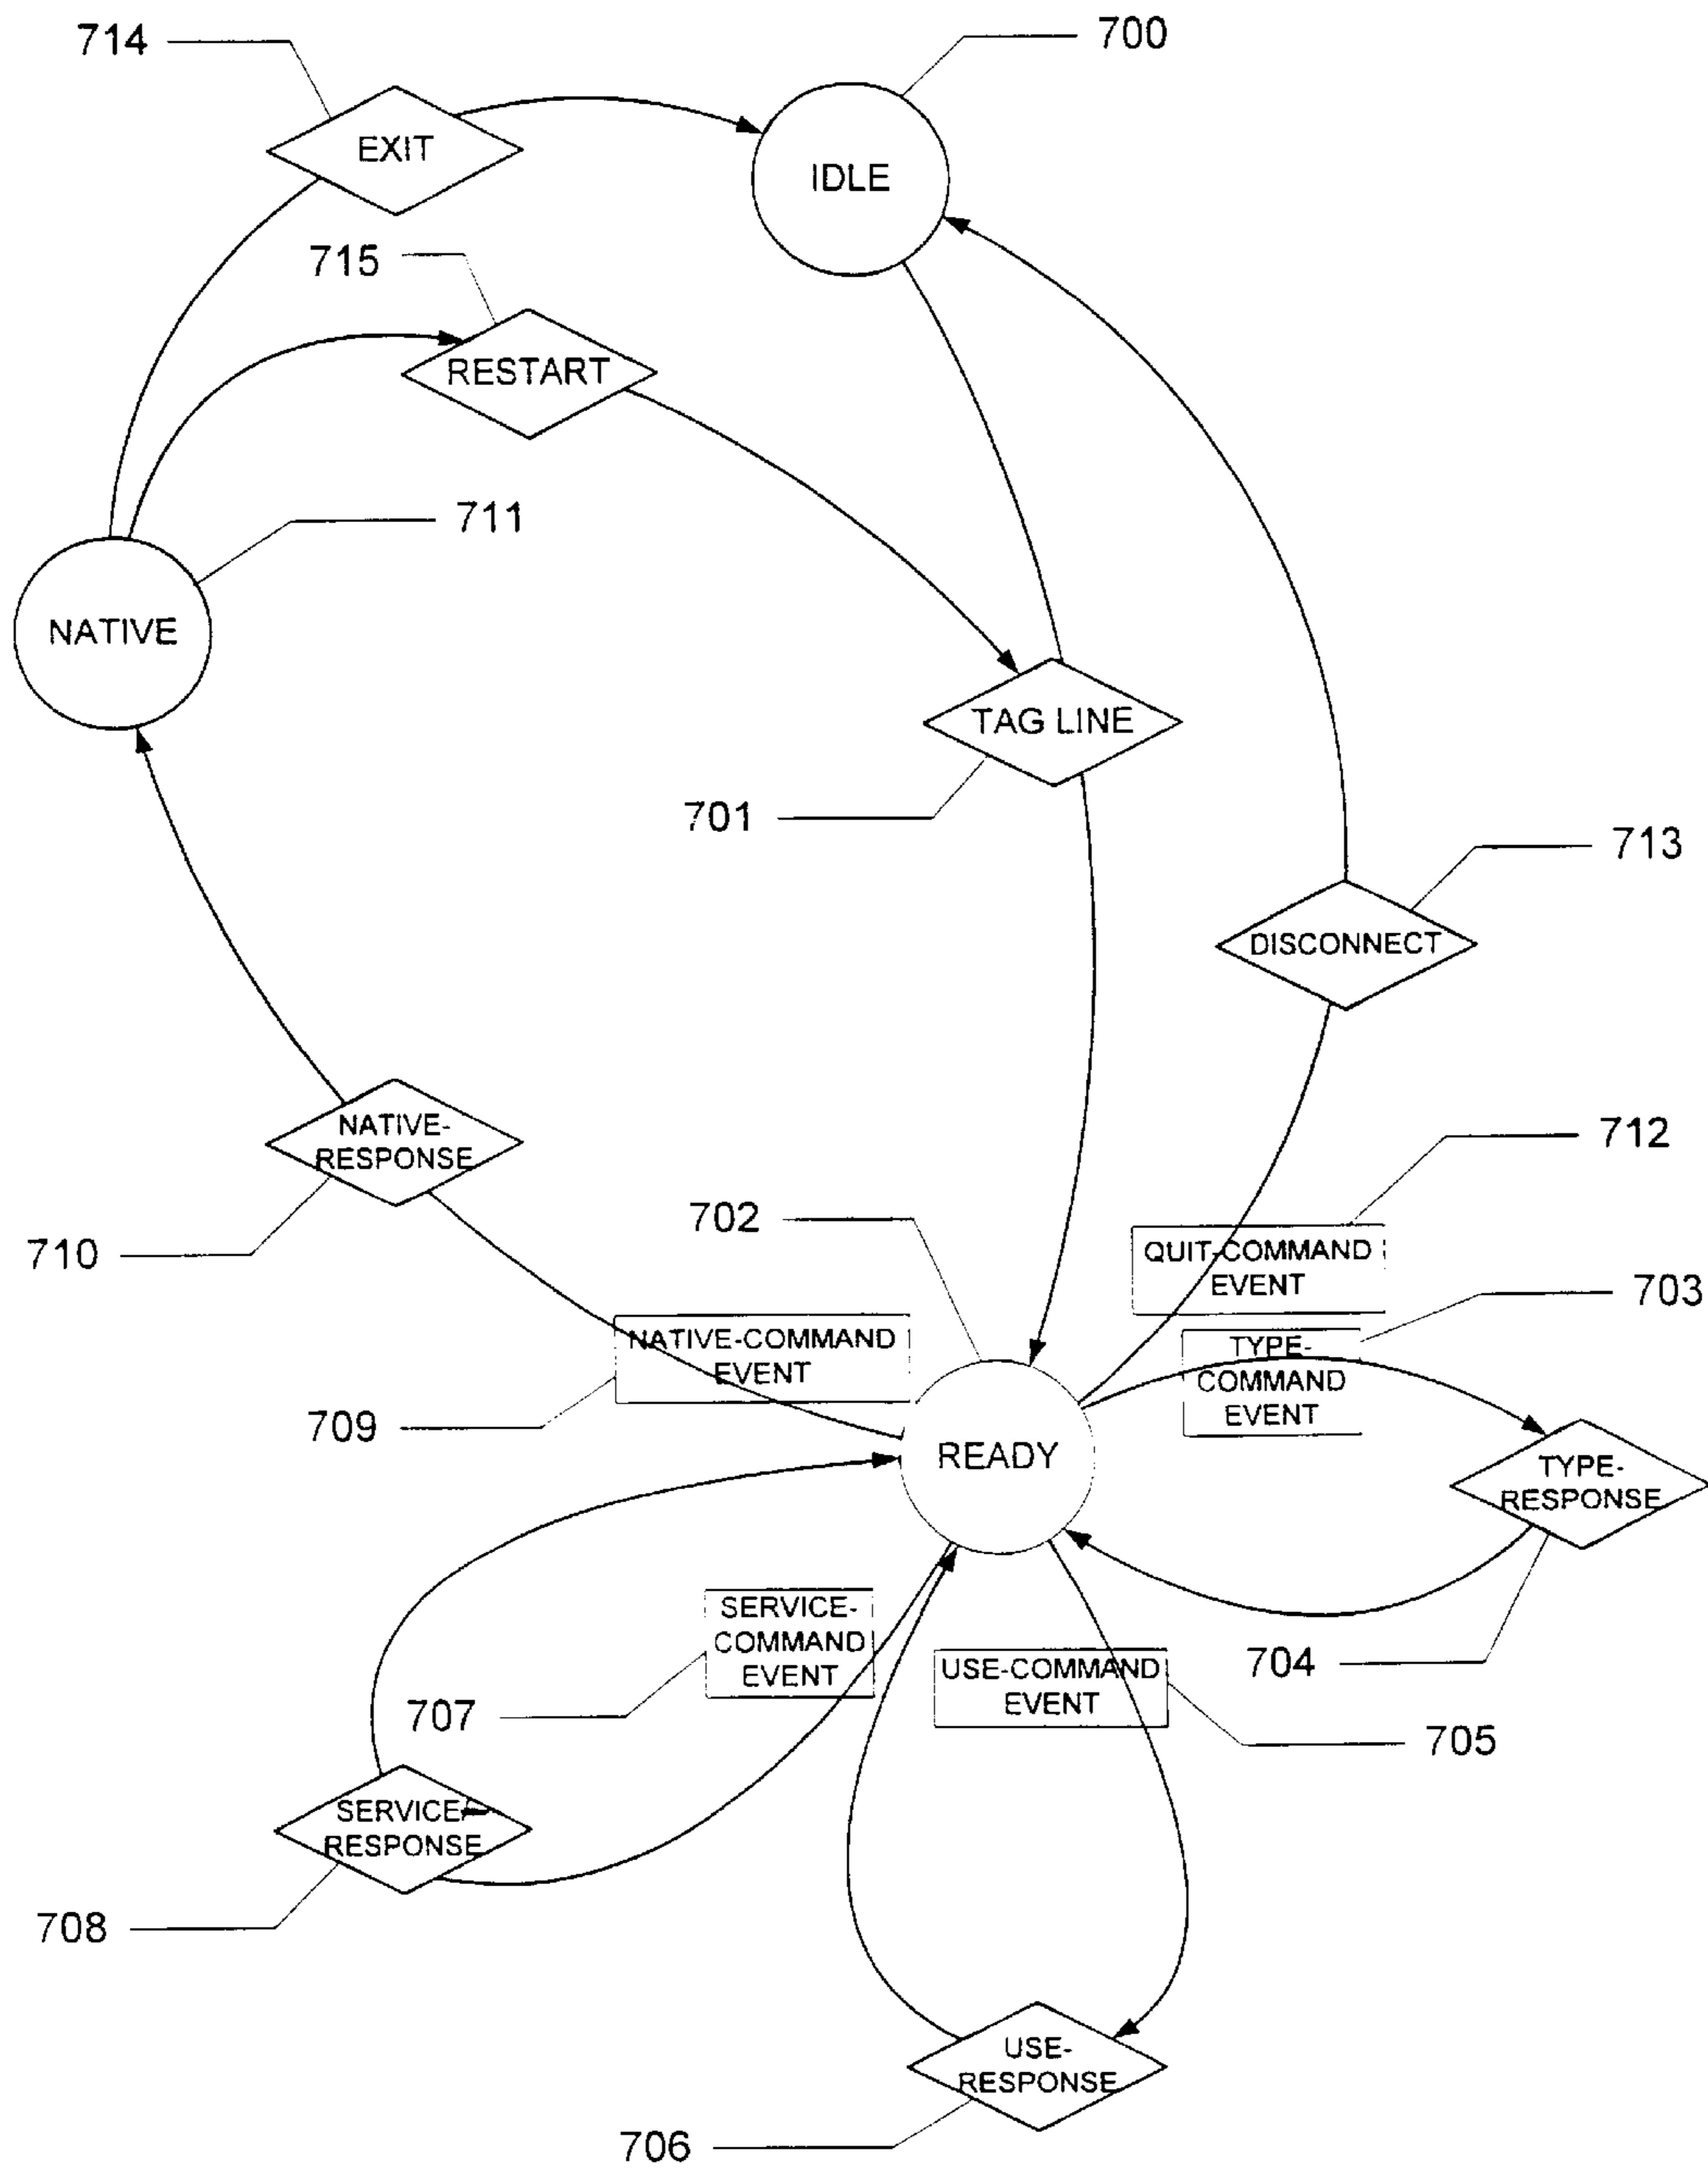 714
700
EXIT
IDLE
715
RESTART
711
NATIVE
TAG LINE
701
713
DISCONNECT
NATIVE-
RESPONSE
712
702
710
QUIT-COMMAND
EVENT
703
NATIVE-COMMAND
EVENT
TYPE-
COMMAND
EVENT
709
READY
TYPE-
RESPONSE
SERVICE-
COMMAND
EVENT
USE-COMMAND
EVENT
704
707
705
SERVICE-
RESPONSE
708
USE-
RESPONSE
706